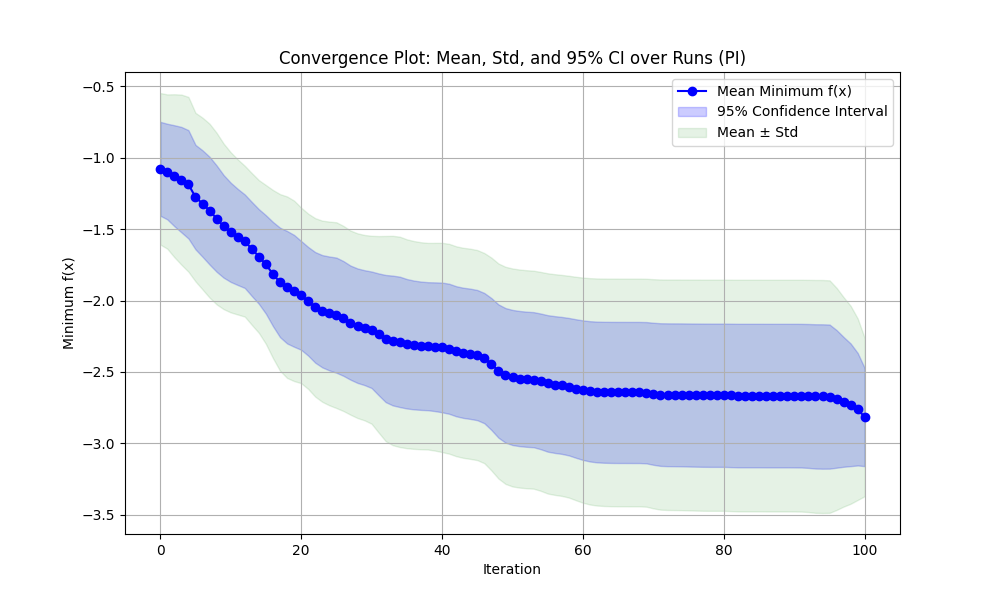 Convergence Plot: Mean, Std, and 95% CI over Runs (PI)
Mean Minimum f(x)
95% Confidence Interval
Mean ± Std
Minimum f(x)
−0.5
−1.0
−1.5
−2.0
−2.5
−3.0
−3.5
0 20 40 60 80 100
Iteration